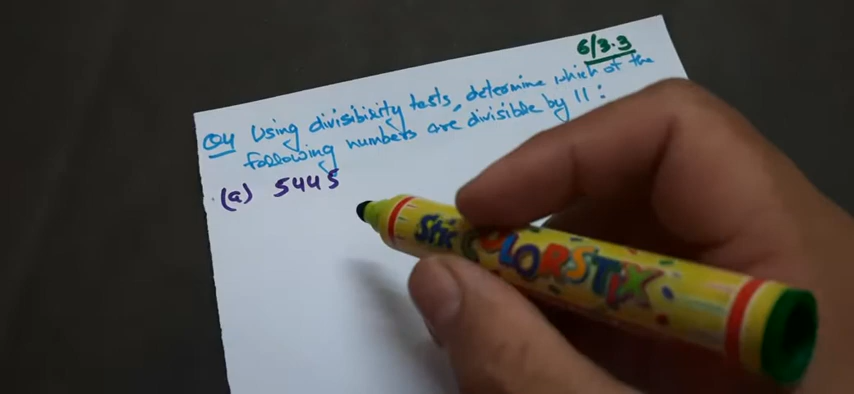 6/3.3
Q4 Using divisibility tests, determine which of the
following numbers are divisible by 11:
(a) 5445
Stic COLORSTIX